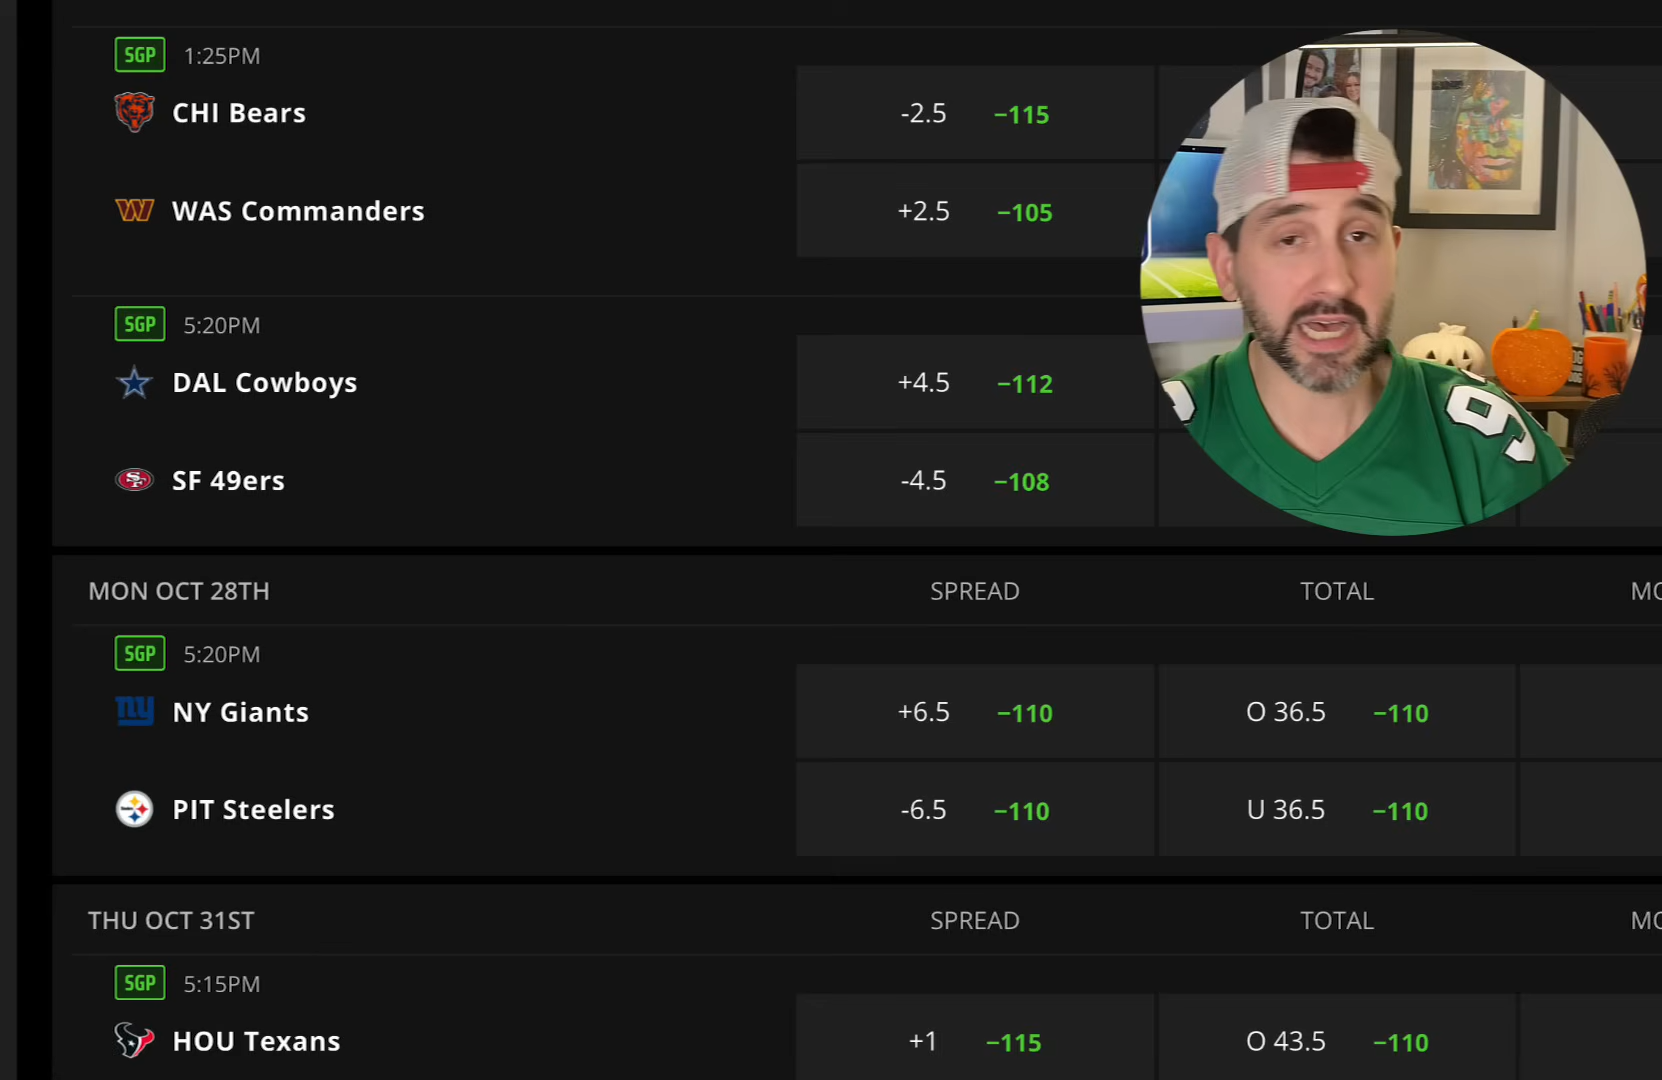 SGP 1:25PM
CHI Bears -2.5 −115
WAS Commanders +2.5 −105
SGP 5:20PM
DAL Cowboys +4.5 −112
SF 49ers -4.5 −108
MON OCT 28TH SPREAD TOTAL MO
SGP 5:20PM
NY Giants +6.5 −110 O 36.5 −110
PIT Steelers -6.5 −110 U 36.5 −110
THU OCT 31ST SPREAD TOTAL MO
SGP 5:15PM
HOU Texans +1 −115 O 43.5 −110